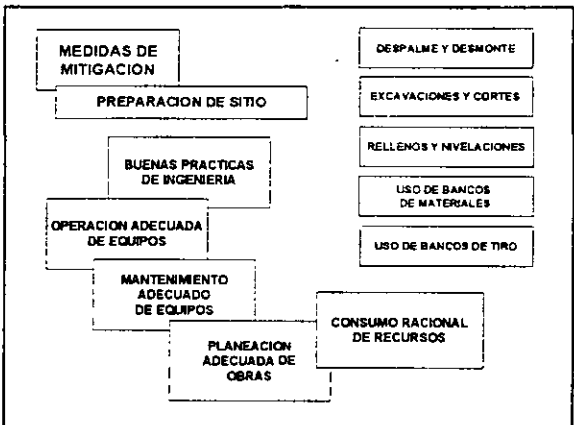 MEDIDAS DE
MITIGACION
PREPARACION DE SITIO
BUENAS PRACTICAS
DE INGENIERIA
OPERACION ADECUADA
DE EQUIPOS
MANTENIMIENTO
ADECUADO
DE EQUIPOS
PLANEACION
ADECUADA DE
OBRAS
CONSUMO RACIONAL
DE RECURSOS
DESPALME Y DESMONTE
EXCAVACIONES Y CORTES
RELLENOS Y NIVELACIONES
USO DE BANCOS
DE MATERIALES
USO DE BANCOS DE TIRO